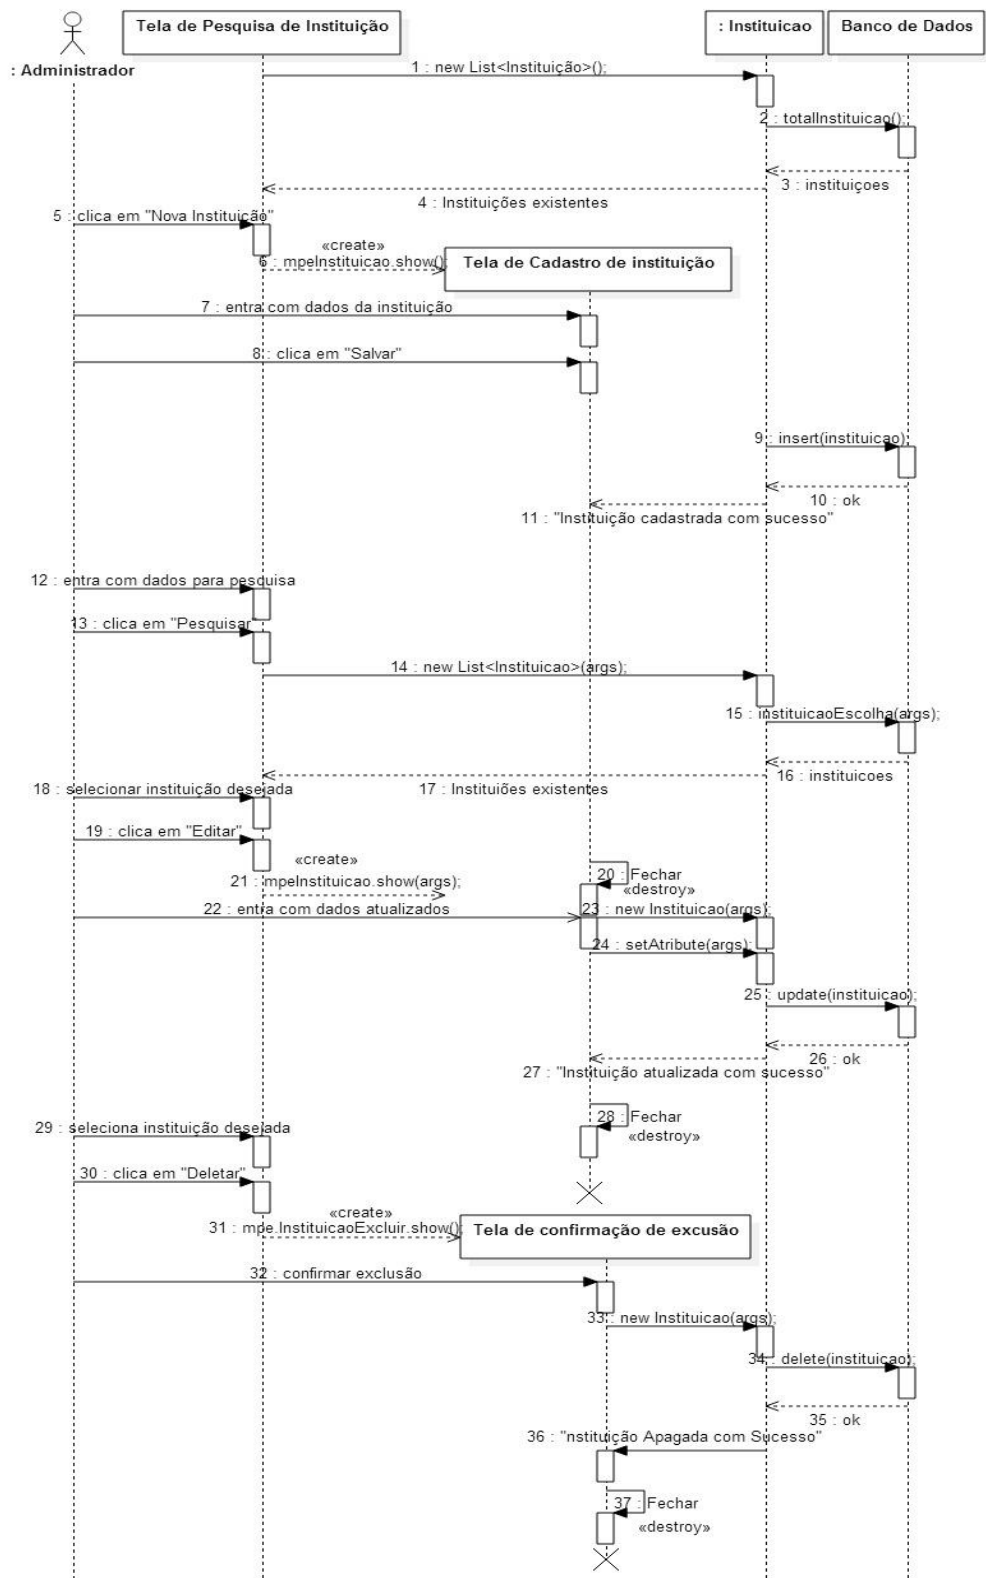 Tela de Pesquisa de Instituição
: Instituicao
Banco de Dados
: Administrador
1 : new List<Instituição>();
2 : totalInstituicao();
3 : instituiçoes
4 : Instituições existentes
5 : clica em "Nova Instituição"
«create»
6 : mpeInstituicao.show();
Tela de Cadastro de instituição
7 : entra com dados da instituição
8 : clica em "Salvar"
9 : insert(instituicao)
10 : ok
11 : "Instituição cadastrada com sucesso"
12 : entra com dados para pesquisa
13 : clica em "Pesquisar"
14 : new List<Instituicao>(args);
15 : instituicaoEscolha(args);
16 : instituicoes
17 : Instituiões existentes
18 : selecionar instituição desejada
19 : clica em "Editar"
«create»
20 : Fechar
«destroy»
21 : mpeInstituicao.show(args);
22 : entra com dados atualizados
23 : new Instituicao(args);
24 : setAtribute(args);
25 : update(instituicao);
26 : ok
27 : "Instituição atualizada com sucesso"
28 : Fechar
«destroy»
29 : seleciona instituição desejada
30 : clica em "Deletar"
«create»
31 : mpe.InstituicaoExcluir.show();
Tela de confirmação de excusão
32 : confirmar exclusão
33 : new Instituicao(args);
34 : delete(instituicao);
35 : ok
36 : "nstituição Apagada com Sucesso"
37 : Fechar
«destroy»